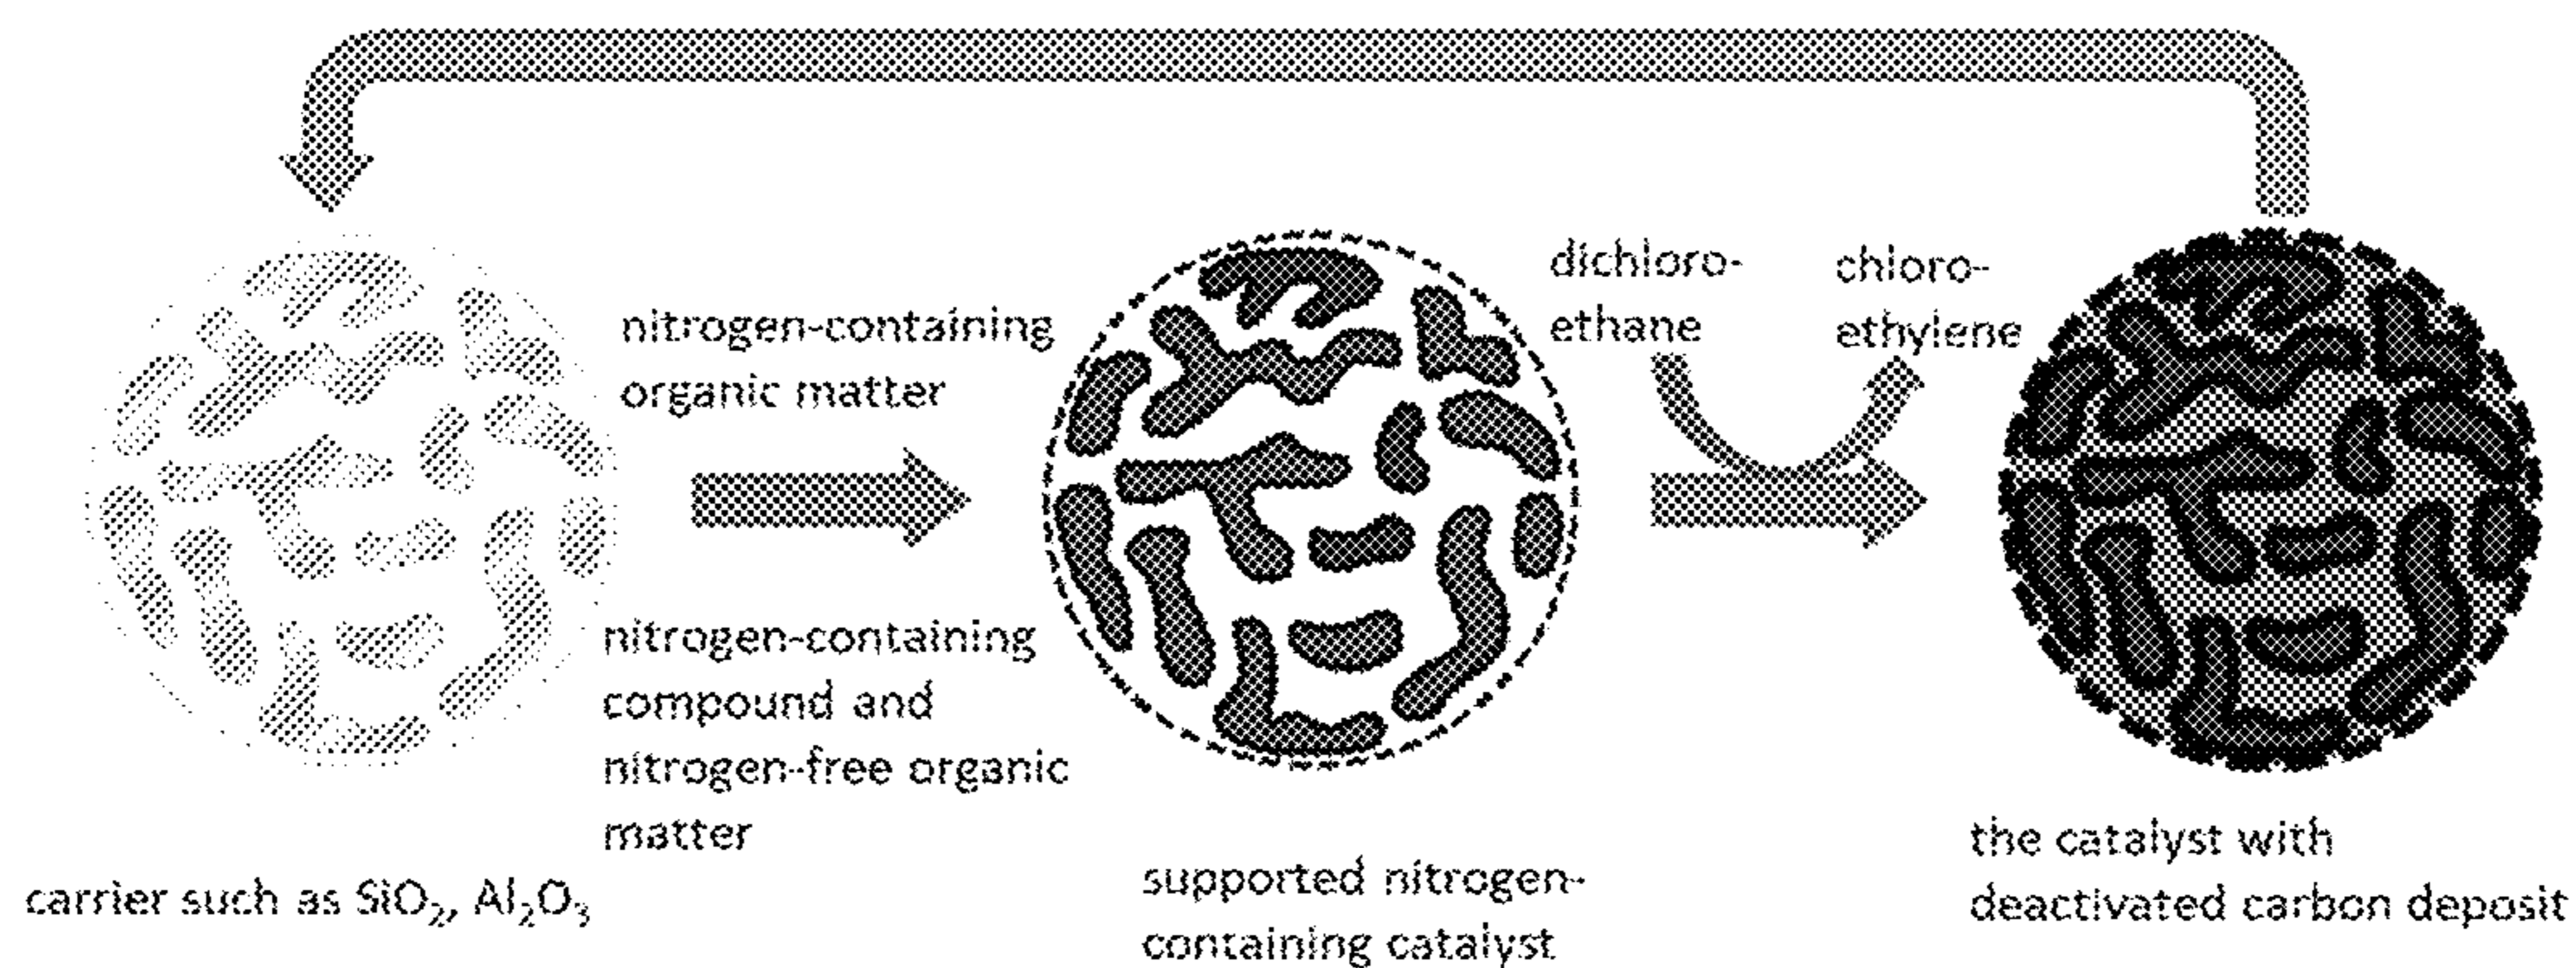 nitrogen-containing
organic matter
nitrogen-containing
compound and
nitrogen-free organic
matter
carrier such as SiO₂, Al₂O₃
supported nitrogen-
containing catalyst
dichloro-
ethane
chloro-
ethylene
the catalyst with
deactivated carbon deposit